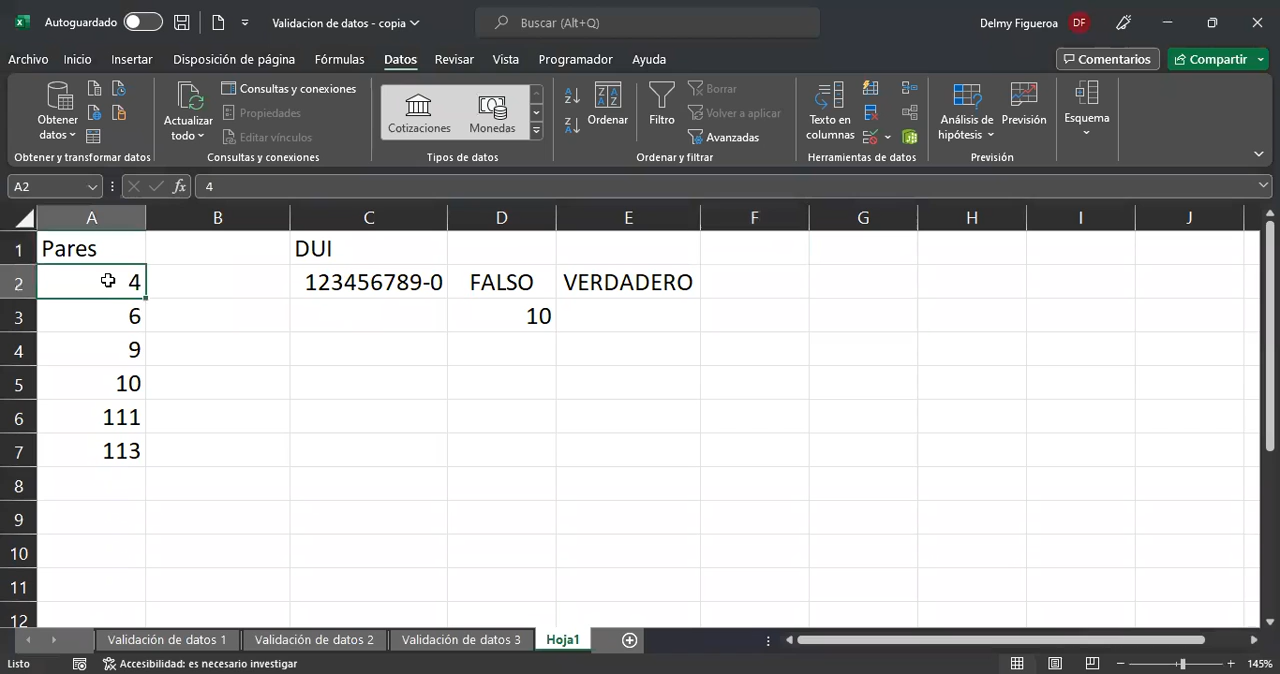 Autoguardado
Validacion de datos - copia
Buscar (Alt+Q)
Delmy Figueroa
DF
Archivo Inicio Insertar Disposición de página Fórmulas Datos Revisar Vista Programador Ayuda
Comentarios
Compartir
Obtener datos
Obtener y transformar datos
Actualizar todo
Consultas y conexiones
Propiedades
Editar vínculos
Consultas y conexiones
Cotizaciones
Monedas
Tipos de datos
Ordenar
Filtro
Borrar
Volver a aplicar
Avanzadas
Ordenar y filtrar
Texto en columnas
Herramientas de datos
Análisis de hipótesis
Previsión
Previsión
Esquema
A2
fx
4
A B C D E F G H I J
1 Pares DUI
2 4 123456789-0 FALSO VERDADERO
3 6 10
4 9
5 10
6 111
7 113
8
9
10
11
12
Validación de datos 1 Validación de datos 2 Validación de datos 3 Hoja1
Listo
Accesibilidad: es necesario investigar
145%